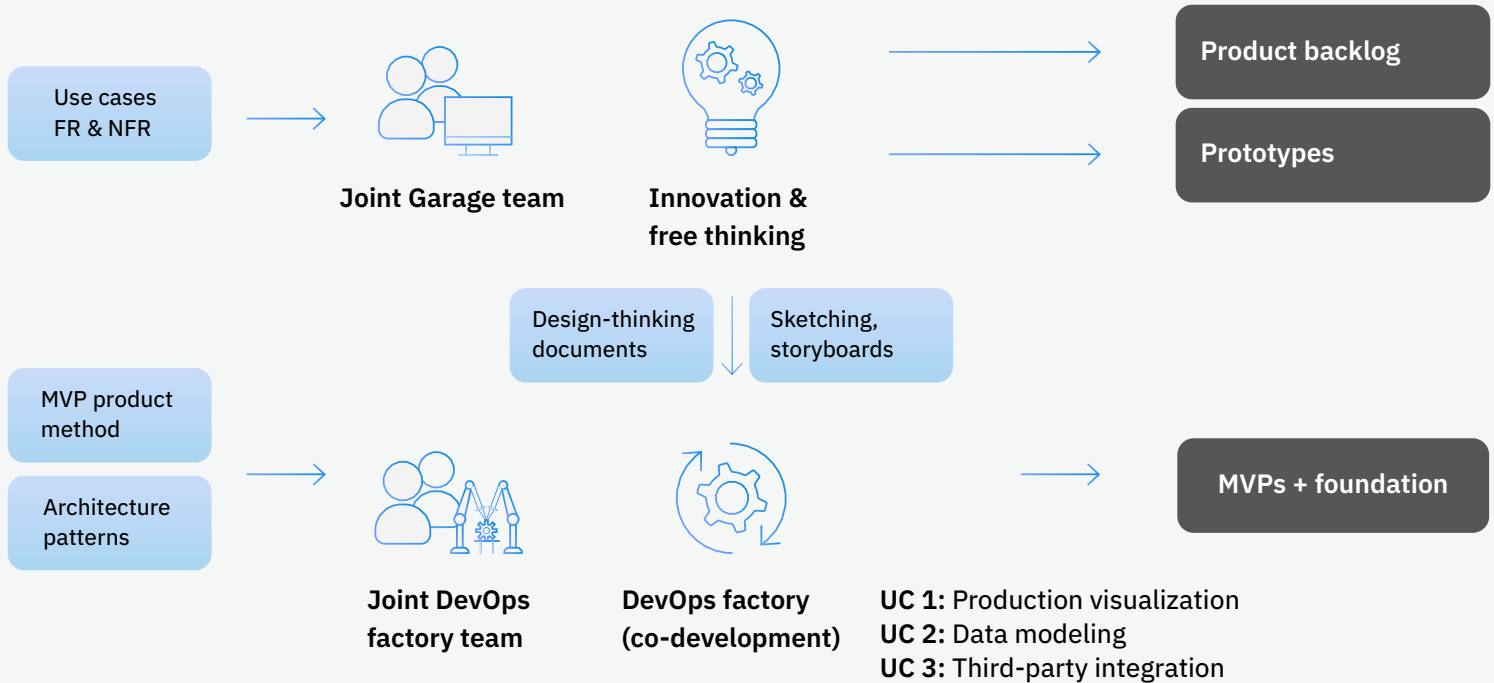 Use cases
FR & NFR
Joint Garage team
Innovation &
free thinking
Product backlog
Prototypes
Design-thinking
documents
Sketching,
storyboards
MVP product
method
Architecture
patterns
Joint DevOps
factory team
DevOps factory
(co-development)
MVPs + foundation
UC 1: Production visualization
UC 2: Data modeling
UC 3: Third-party integration